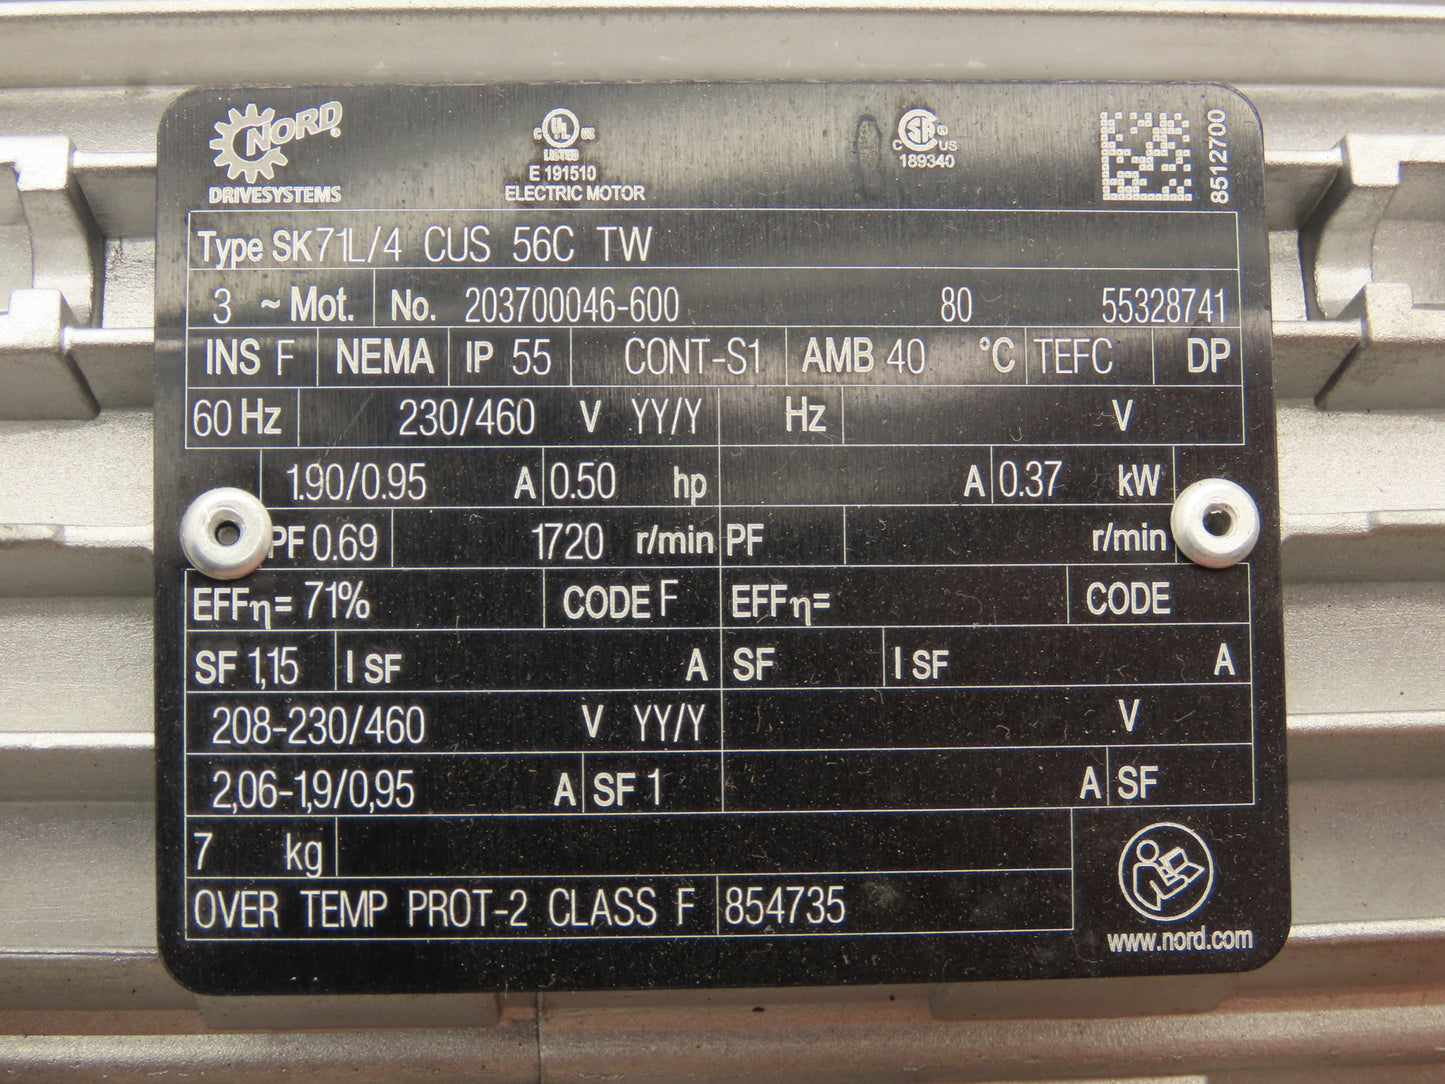 NORD ®
DRIVESYSTEMS
C UL US
LISTED
E 191510
ELECTRIC MOTOR
SA ®
C US
189340
8512700
Type SK71L/4 CUS 56C TW
3 ~ Mot. No. 203700046-600 80 55328741
INS F NEMA IP 55 CONT-S1 AMB 40 °C TEFC DP
60 Hz 230/460 V YY/Y Hz V
1.90/0.95 A 0.50 hp A 0.37 kW
PF 0.69 1720 r/min PF r/min
EFFη= 71% CODE F EFFη= CODE
SF 1,15 I SF A SF I SF A
208-230/460 V YY/Y V
2,06-1,9/0,95 A SF 1 A SF
7 kg
OVER TEMP PROT-2 CLASS F 854735
www.nord.com